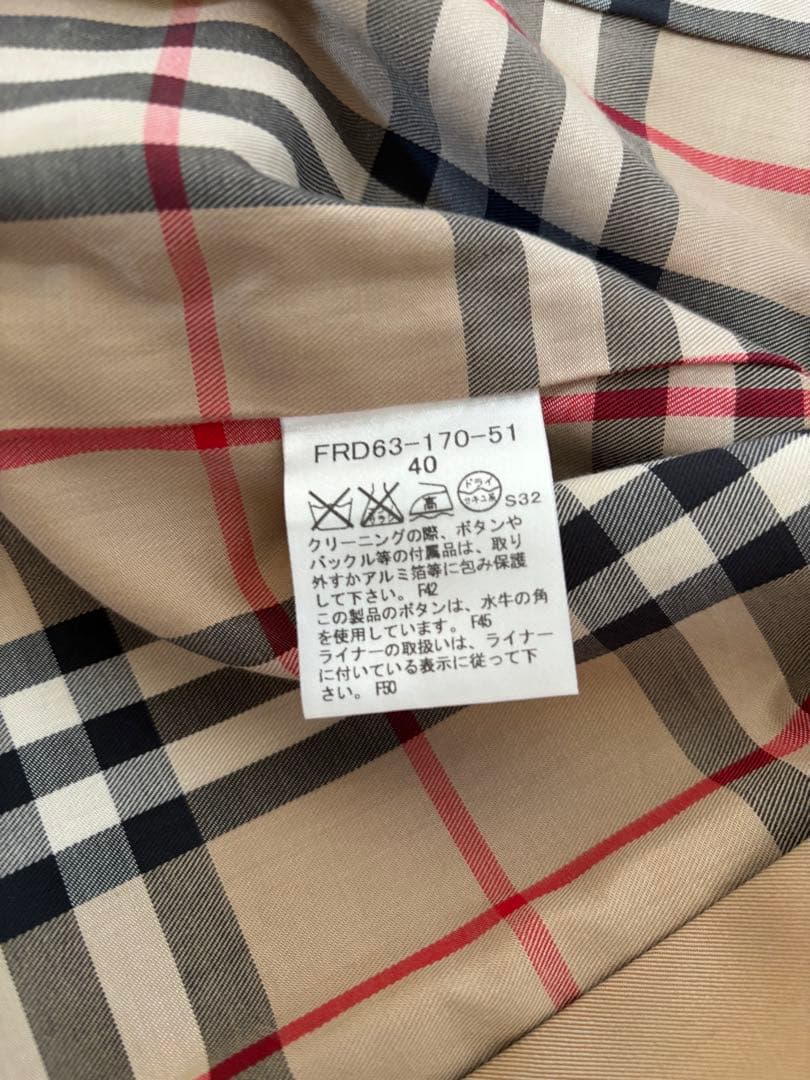 FRD63-170-51
40
高 ドライ セキユ系 S32
クリーニングの際、ボタンや
バックル等の付属品は、取り
外すかアルミ箔等に包み保護
して下さい。 F42
この製品のボタンは、水牛の角
を使用しています。 F45
ライナーの取扱いは、ライナー
に付いている表示に従って下
さい。 F50